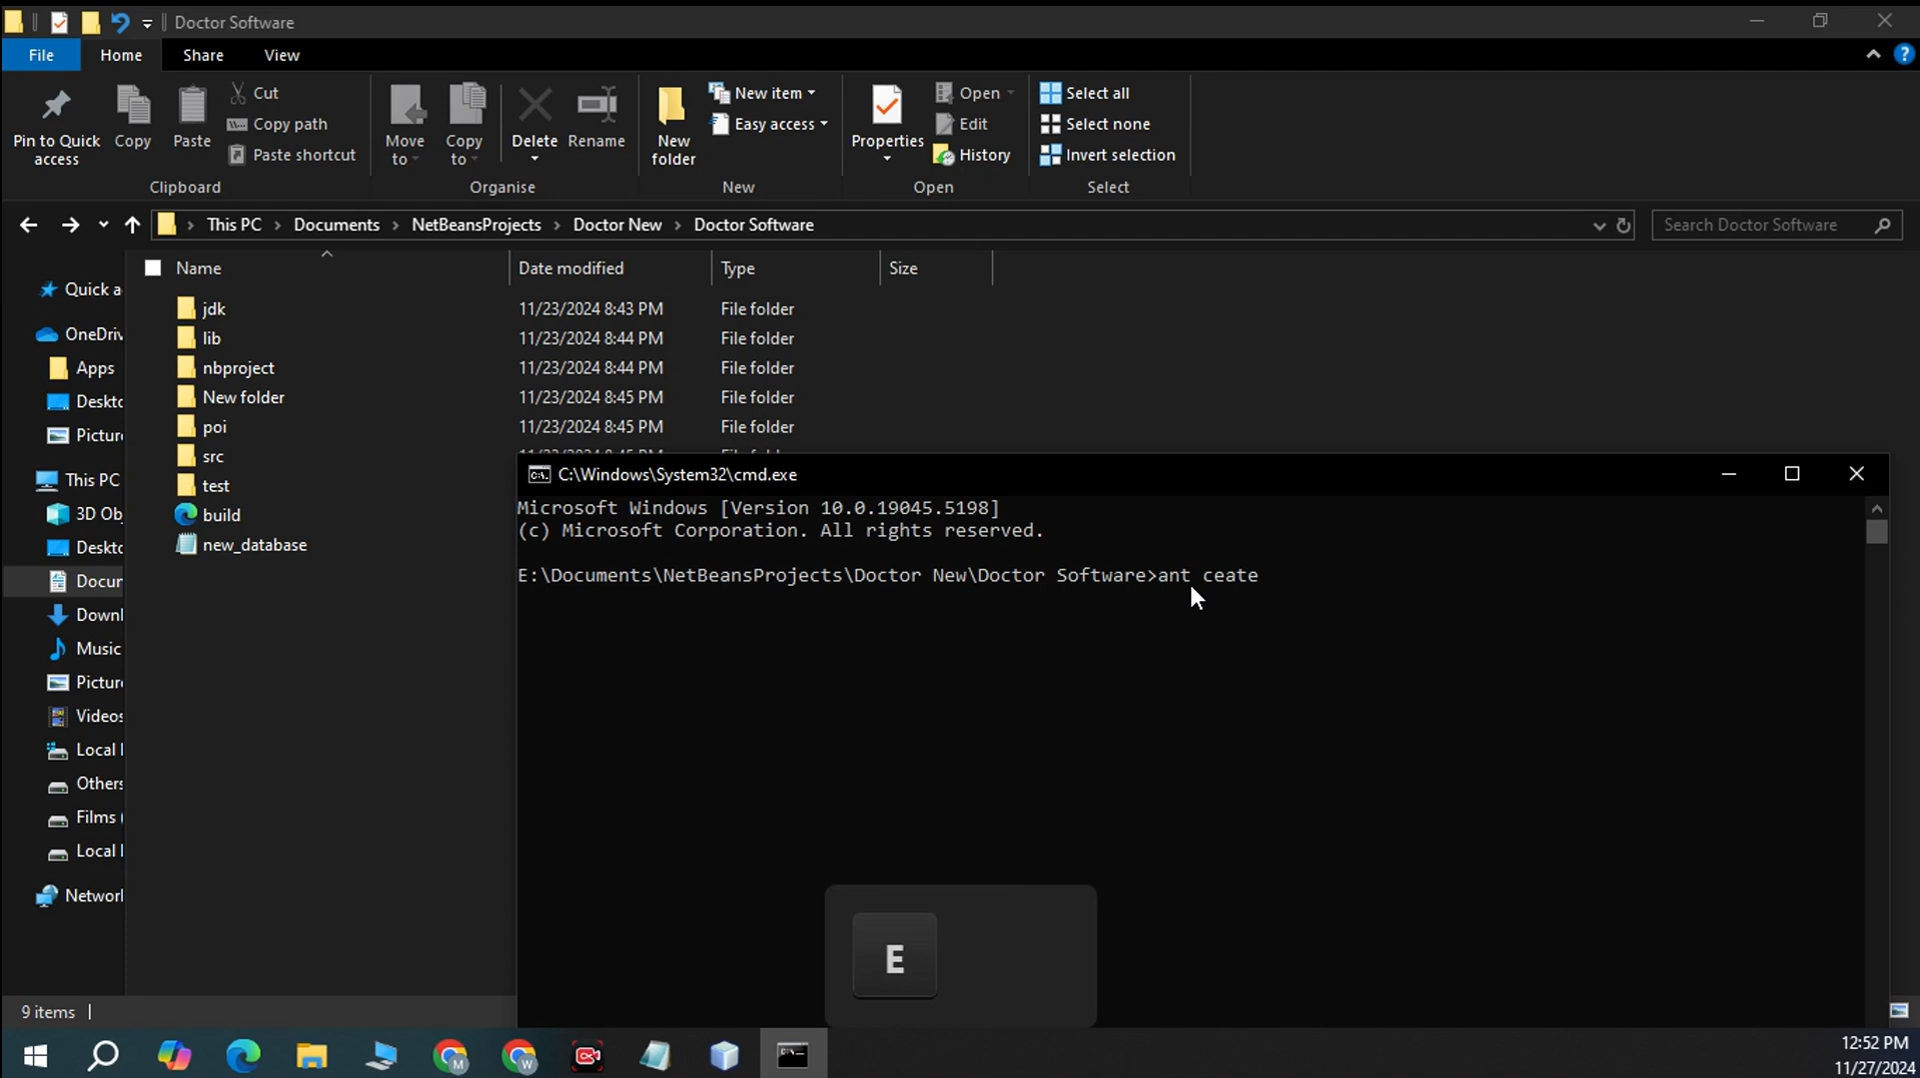 Doctor Software
File Home Share View
Pin to Quick access
Copy
Paste
Cut
Copy path
Paste shortcut
Clipboard
Move to
Copy to
Delete
Rename
Organise
New folder
New item
Easy access
New
Properties
Open
Edit
History
Open
Select all
Select none
Invert selection
Select
This PC > Documents > NetBeansProjects > Doctor New > Doctor Software
Search Doctor Software
Name Date modified Type Size
Quick a
OneDriv
Apps
Deskto
Picture
This PC
3D Obj
Deskto
Docum
Downl
Music
Picture
Videos
Local
Others
Films (
Local
Network
jdk 11/23/2024 8:43 PM File folder
lib 11/23/2024 8:44 PM File folder
nbproject 11/23/2024 8:44 PM File folder
New folder 11/23/2024 8:45 PM File folder
poi 11/23/2024 8:45 PM File folder
src
test
build
new_database
C:\Windows\System32\cmd.exe
Microsoft Windows [Version 10.0.19045.5198]
(c) Microsoft Corporation. All rights reserved.
E:\Documents\NetBeansProjects\Doctor New\Doctor Software>ant ceate
E
9 items
12:52 PM
11/27/2024